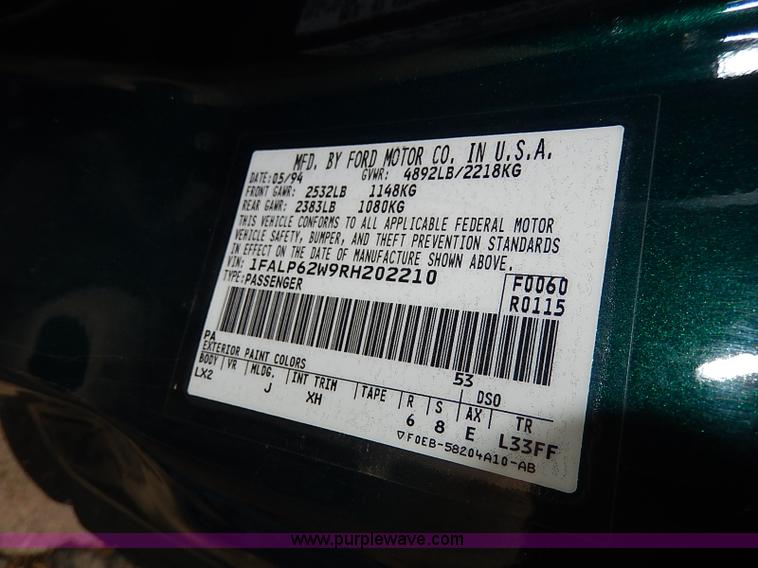 MFD. BY FORD MOTOR CO. IN U.S.A.
DATE: 05/94 GVWR: 4892LB/2218KG
FRONT GAWR: 2532LB 1148KG
REAR GAWR: 2383LB 1080KG
THIS VEHICLE CONFORMS TO ALL APPLICABLE FEDERAL MOTOR
VEHICLE SAFETY, BUMPER, AND THEFT PREVENTION STANDARDS
IN EFFECT ON THE DATE OF MANUFACTURE SHOWN ABOVE.
VIN: 1FALP62W9RH202210 F0060
TYPE: PASSENGER R0115
PA
EXTERIOR PAINT COLORS 53 DSO
BODY VR MLDG. INT TRIM TAPE R S AX TR
LX2 J XH 6 8 E L33FF
▽F0EB-58204A10-AB
www.purplewave.com